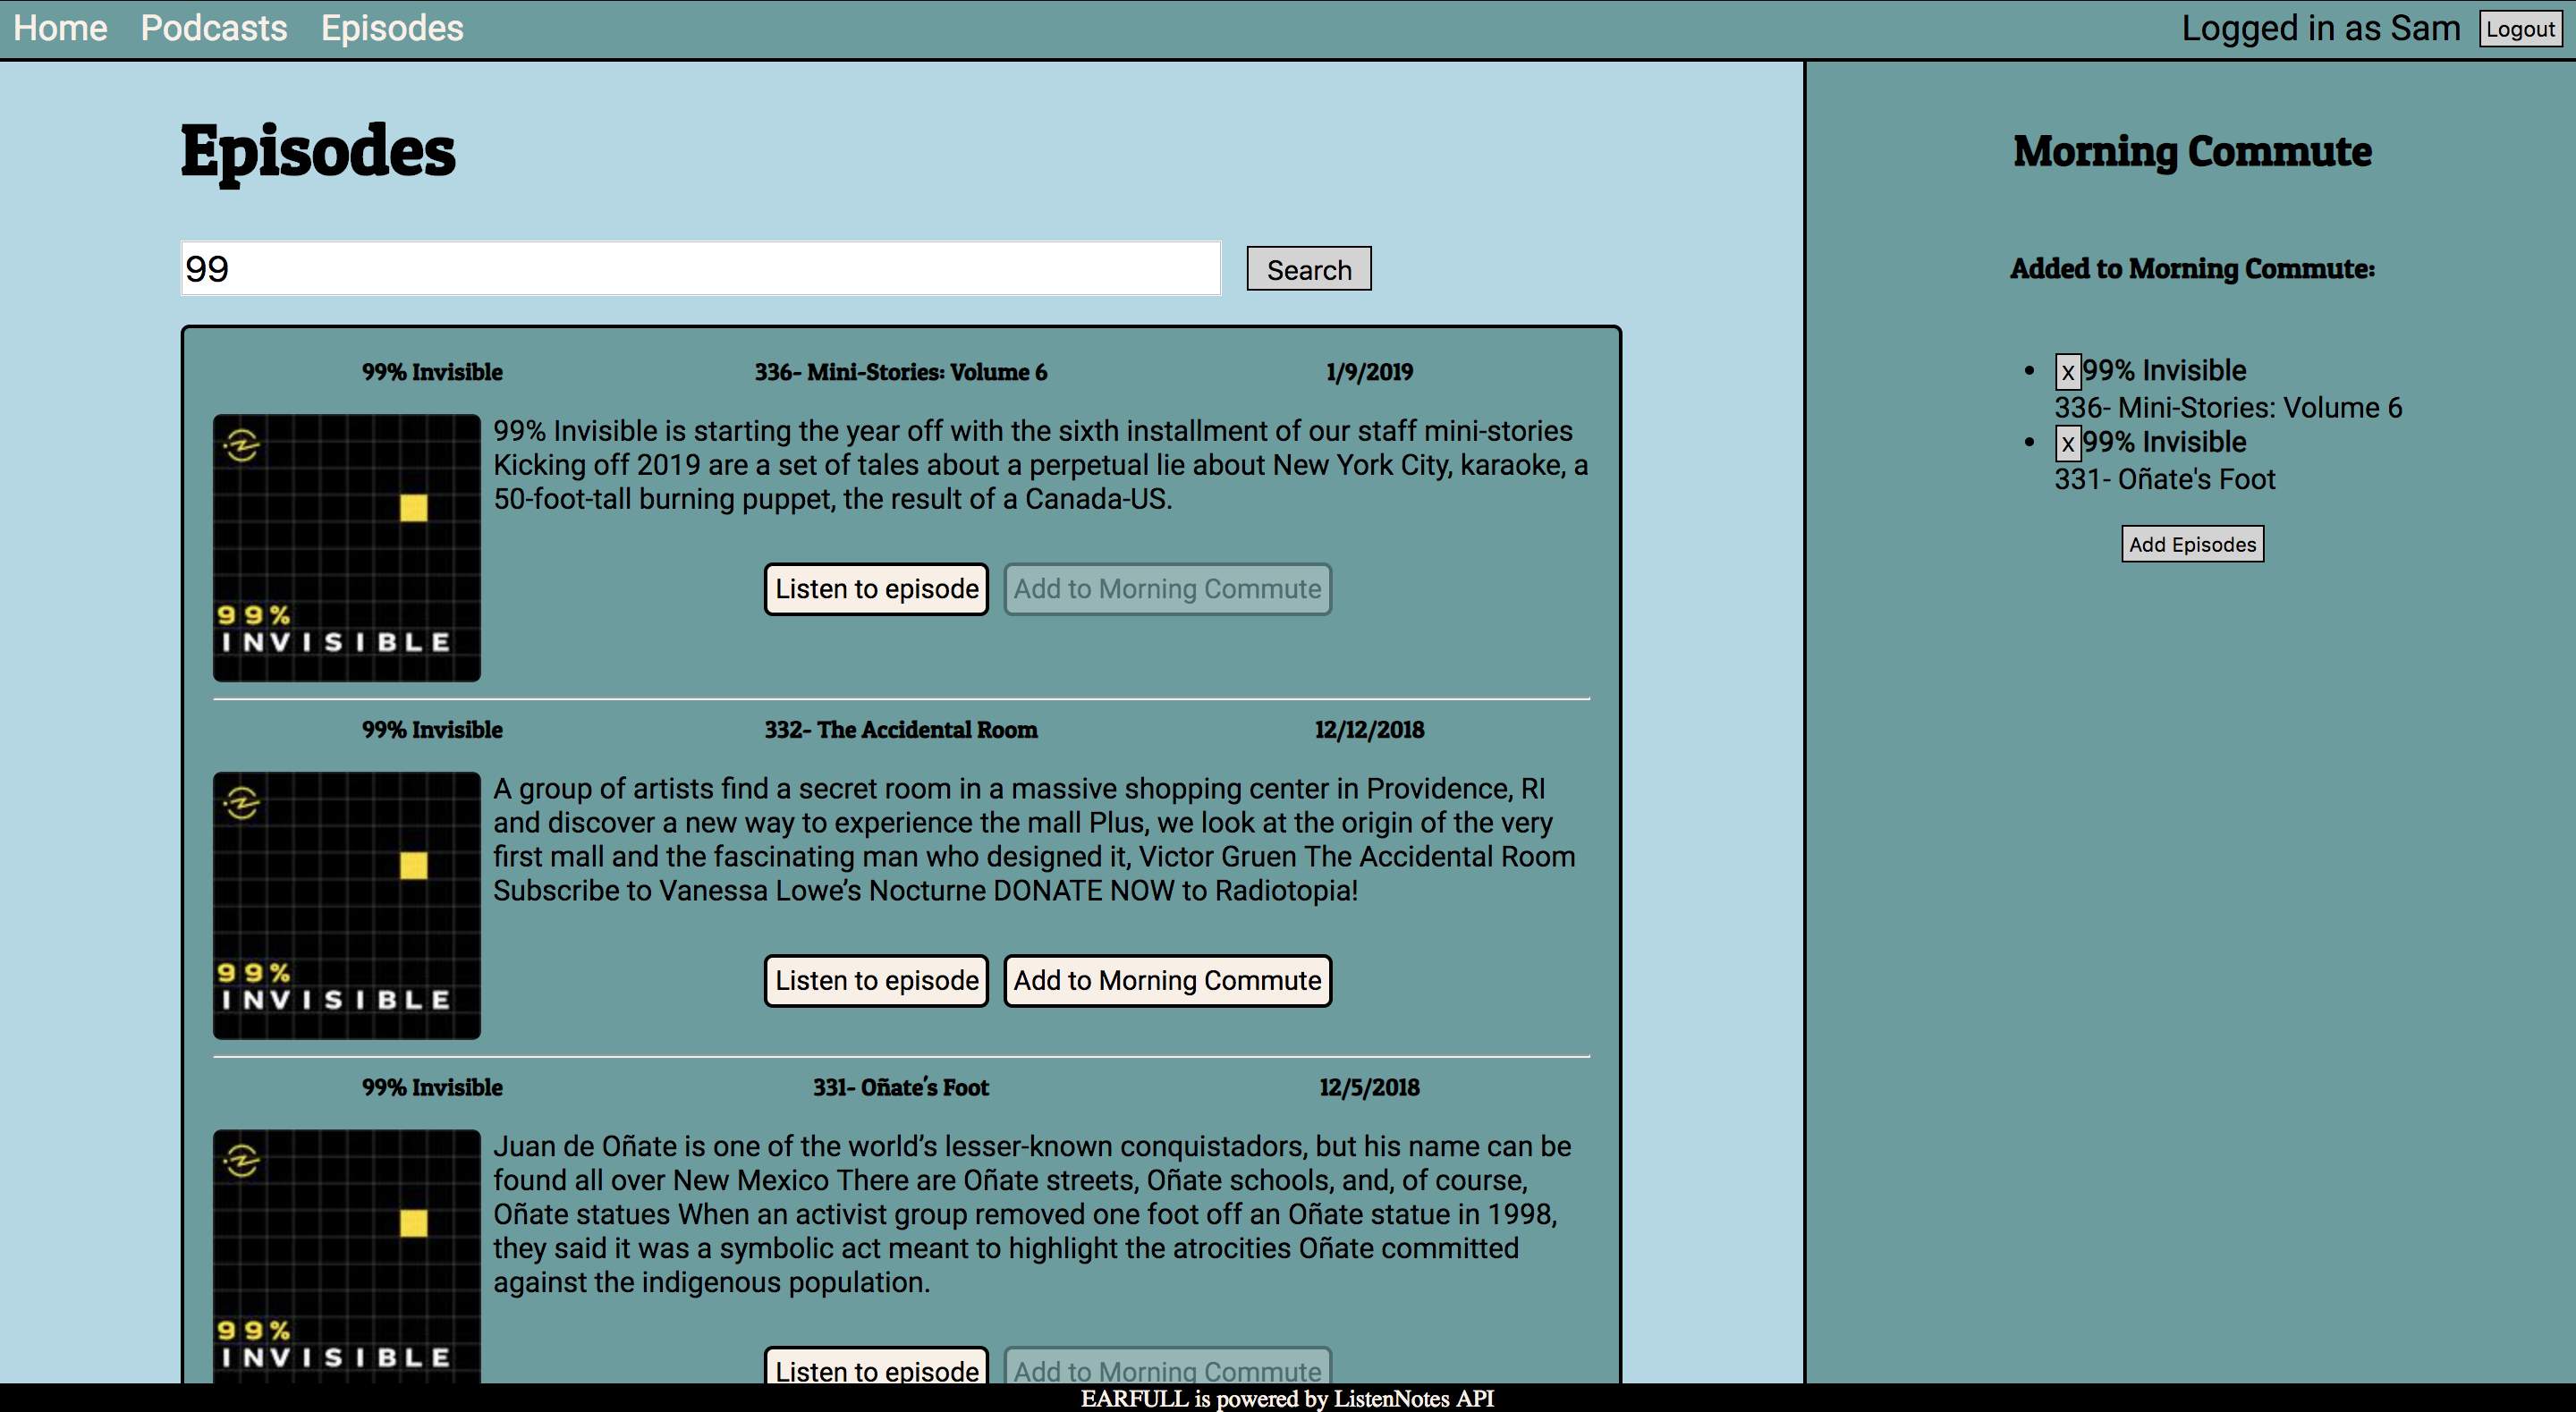 Home Podcasts Episodes Logged in as Sam Logout
Episodes
99 Search
99% Invisible 336- Mini-Stories: Volume 6 1/9/2019
99% Invisible is starting the year off with the sixth installment of our staff mini-stories
Kicking off 2019 are a set of tales about a perpetual lie about New York City, karaoke, a
50-foot-tall burning puppet, the result of a Canada-US.
99%
INVISIBLE
Listen to episode Add to Morning Commute
99% Invisible 332- The Accidental Room 12/12/2018
A group of artists find a secret room in a massive shopping center in Providence, RI
and discover a new way to experience the mall Plus, we look at the origin of the very
first mall and the fascinating man who designed it, Victor Gruen The Accidental Room
Subscribe to Vanessa Lowe’s Nocturne DONATE NOW to Radiotopia!
99%
INVISIBLE
Listen to episode Add to Morning Commute
99% Invisible 331- Oñate's Foot 12/5/2018
Juan de Oñate is one of the world’s lesser-known conquistadors, but his name can be
found all over New Mexico There are Oñate streets, Oñate schools, and, of course,
Oñate statues When an activist group removed one foot off an Oñate statue in 1998,
they said it was a symbolic act meant to highlight the atrocities Oñate committed
against the indigenous population.
99%
INVISIBLE
Listen to episode Add to Morning Commute
Morning Commute
Added to Morning Commute:
x 99% Invisible
336- Mini-Stories: Volume 6
x 99% Invisible
331- Oñate's Foot
Add Episodes
EARFULL is powered by ListenNotes API